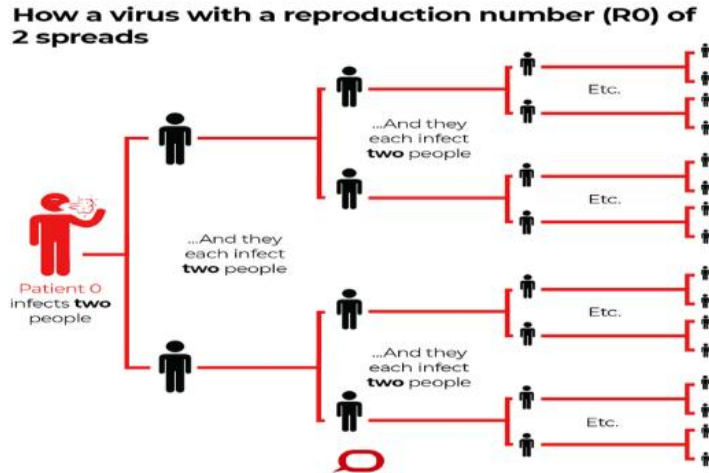 How a virus with a reproduction number (R0) of
2 spreads
Patient 0
infects two
people
...And they
each infect
two people
...And they
each infect
two people
...And they
each infect
two people
Etc.
Etc.
Etc.
Etc.